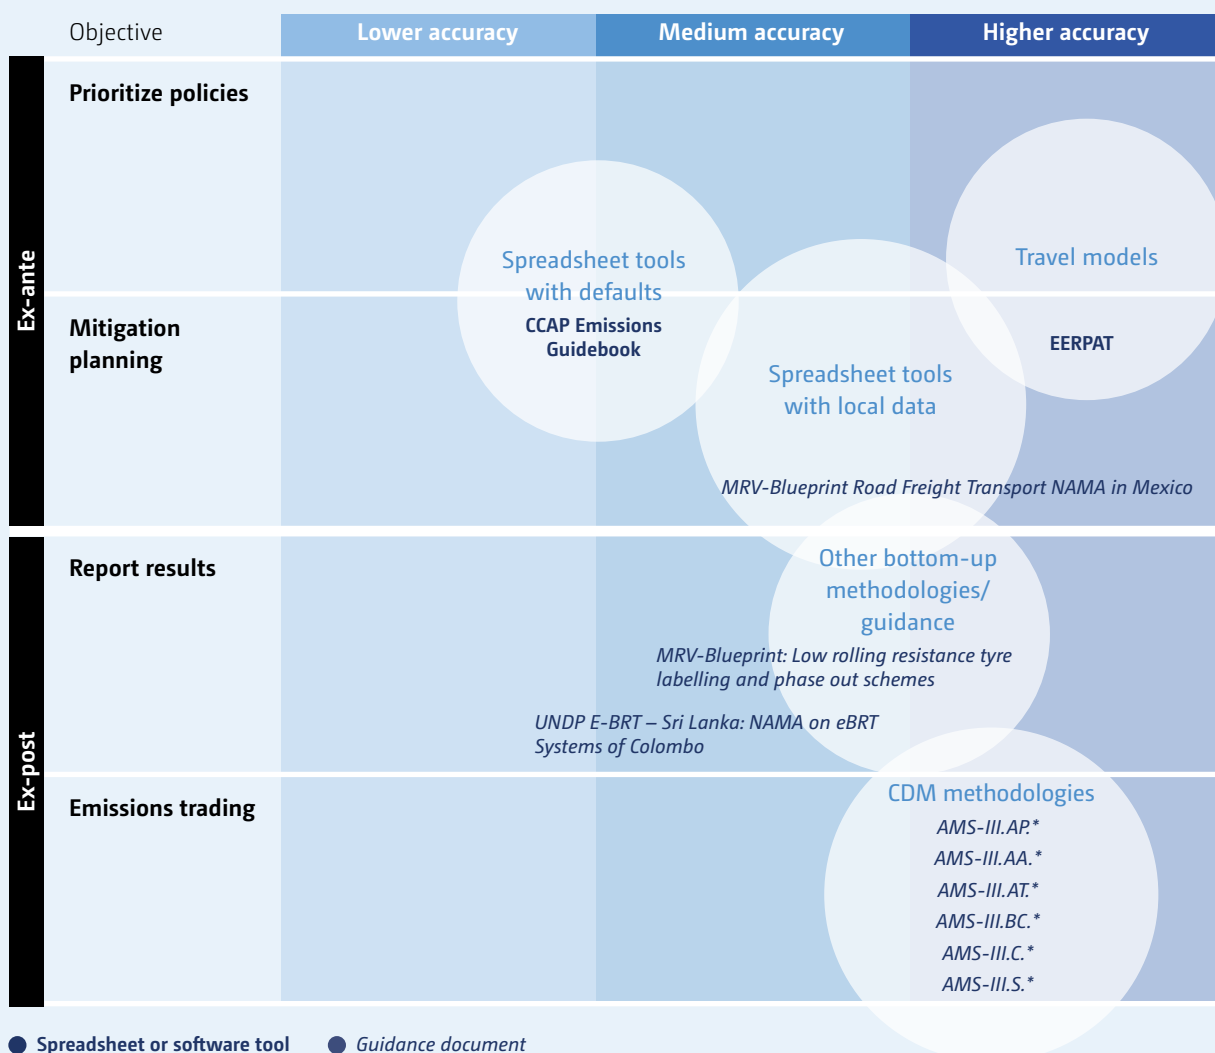 Objective
Lower accuracy
Medium accuracy
Higher accuracy
Ex-ante
Prioritize policies
Mitigation
planning
Spreadsheet tools
with defaults
CCAP Emissions
Guidebook
Travel models
EERPAT
Spreadsheet tools
with local data
MRV-Blueprint Road Freight Transport NAMA in Mexico
Ex-post
Report results
Other bottom-up
methodologies/
guidance
MRV-Blueprint: Low rolling resistance tyre
labelling and phase out schemes
UNDP E-BRT – Sri Lanka: NAMA on eBRT
Systems of Colombo
Emissions trading
CDM methodologies
AMS-III.AP.*
AMS-III.AA.*
AMS-III.AT.*
AMS-III.BC.*
AMS-III.C.*
AMS-III.S.*
Spreadsheet or software tool
Guidance document